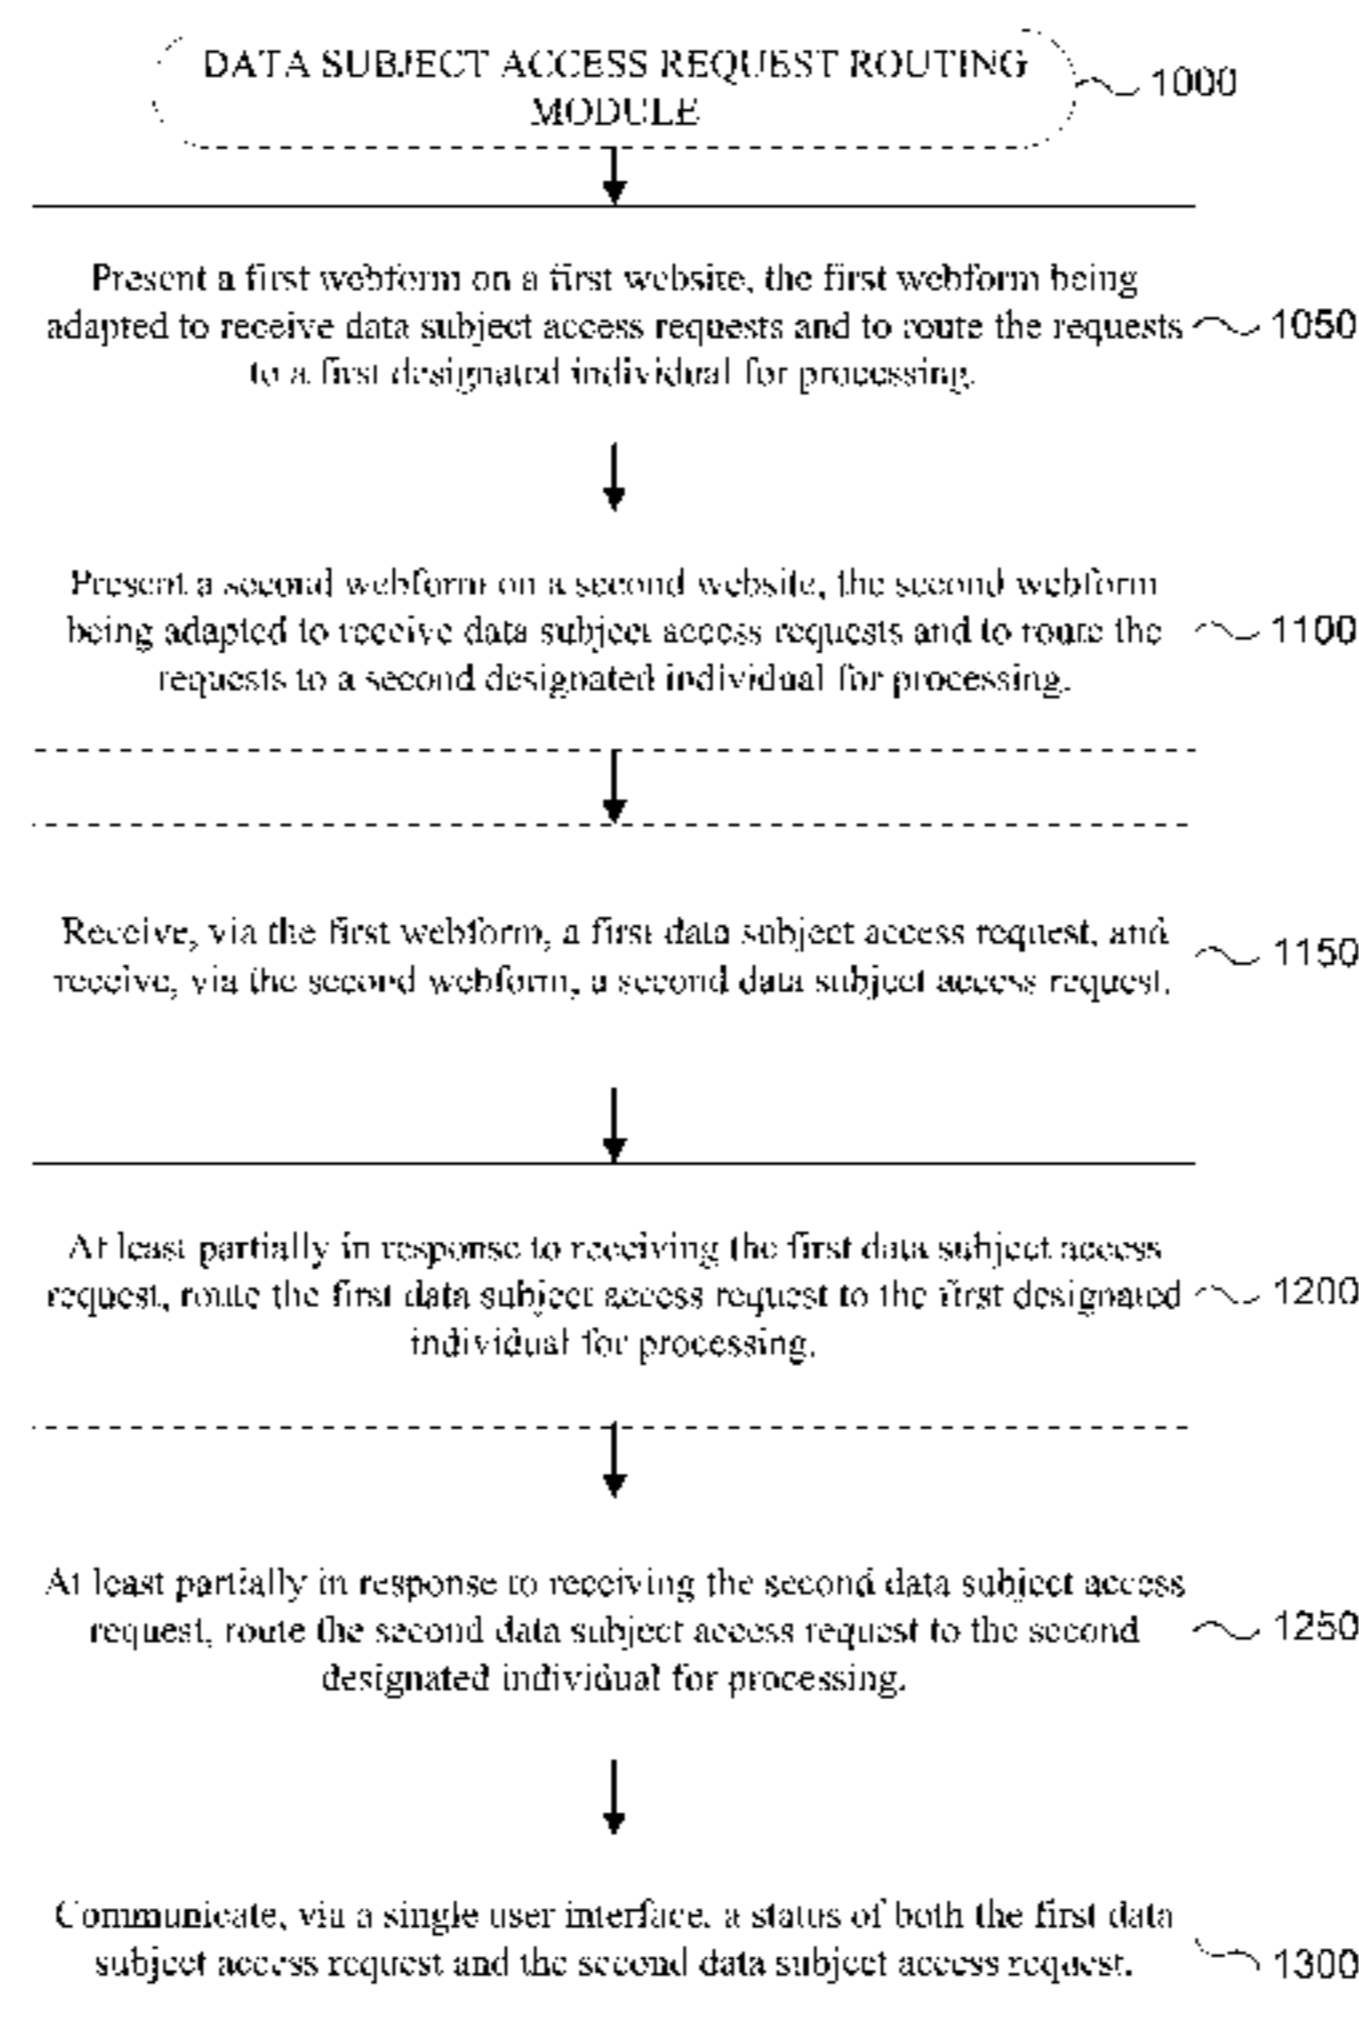 DATA SUBJECT ACCESS REQUEST ROUTING
MODULE
1000
Present a first webform on a first website, the first webform being
adapted to receive data subject access requests and to route the requests
to a first designated individual for processing.
1050
Present a second webform on a second website, the second webform
being adapted to receive data subject access requests and to route the
requests to a second designated individual for processing.
1100
Receive, via the first webform, a first data subject access request, and
receive, via the second webform, a second data subject access request.
1150
At least partially in response to receiving the first data subject access
request, route the first data subject access request to the first designated
individual for processing.
1200
At least partially in response to receiving the second data subject access
request, route the second data subject access request to the second
designated individual for processing.
1250
Communicate, via a single user interface, a status of both the first data
subject access request and the second data subject access request.
1300